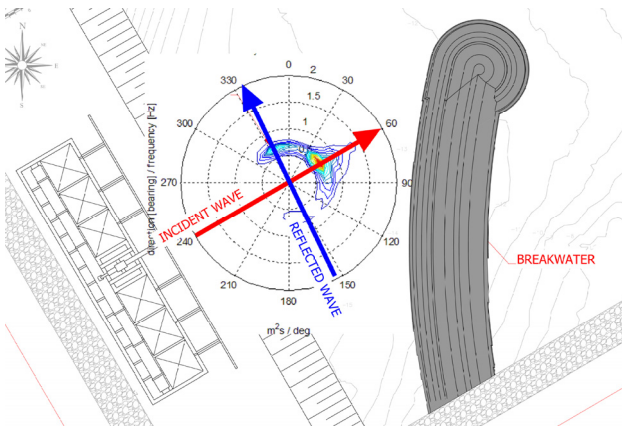 N
E
S
0
330
2
30
1.5
300
1
60
270
90
INCIDENT WAVE
REFLECTED WAVE
240
120
210
150
180
direrction [bearing] / frequency [Hz]
m²s / deg
BREAKWATER